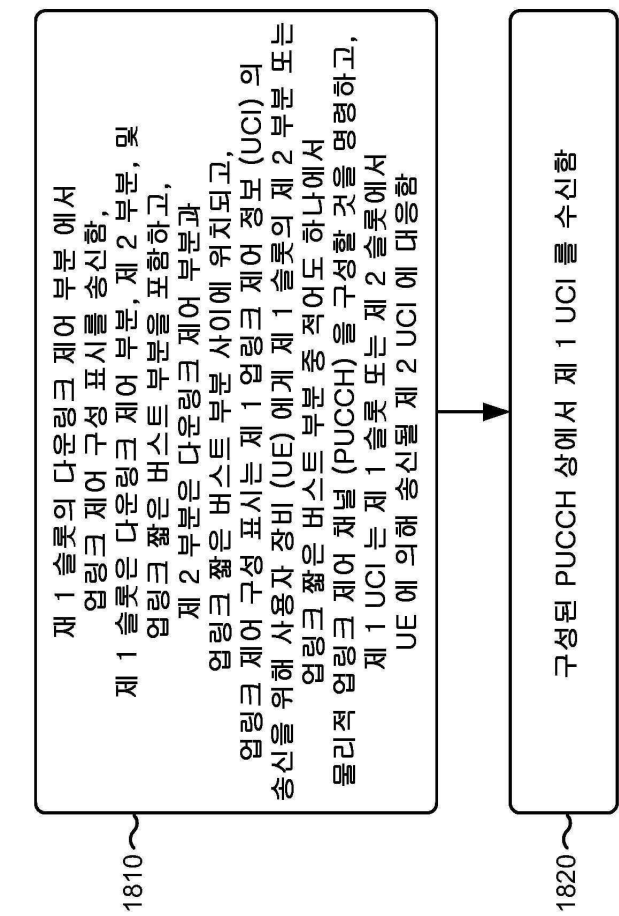 1810
재 1 슬롯의 다운링크 제어 부분 에서
업링크 제어 구성 표시를 송신함,
제 1 슬롯은 다운링크 제어 부분, 제 2 부분, 및
업링크 짧은 버스트 부분을 포함하고,
제 2 부분은 다운링크 제어 부분과
업링크 짧은 버스트 부분 사이에 위치되고,
업링크 제어 구성 표시는 제 1 업링크 제어 정보 (UCI) 의
송신을 위해 사용자 장비 (UE) 에게 제 1 슬롯의 제 2 부분 또는
업링크 짧은 버스트 부분 중 적어도 하나에서
물리적 업링크 제어 채널 (PUCCH) 을 구성할 것을 명령하고,
제 1 UCI 는 제 1 슬롯 또는 제 2 슬롯에서
UE 에 의해 송신될 제 2 UCI 에 대응함
1820
구성된 PUCCH 상에서 제 1 UCI 를 수신함